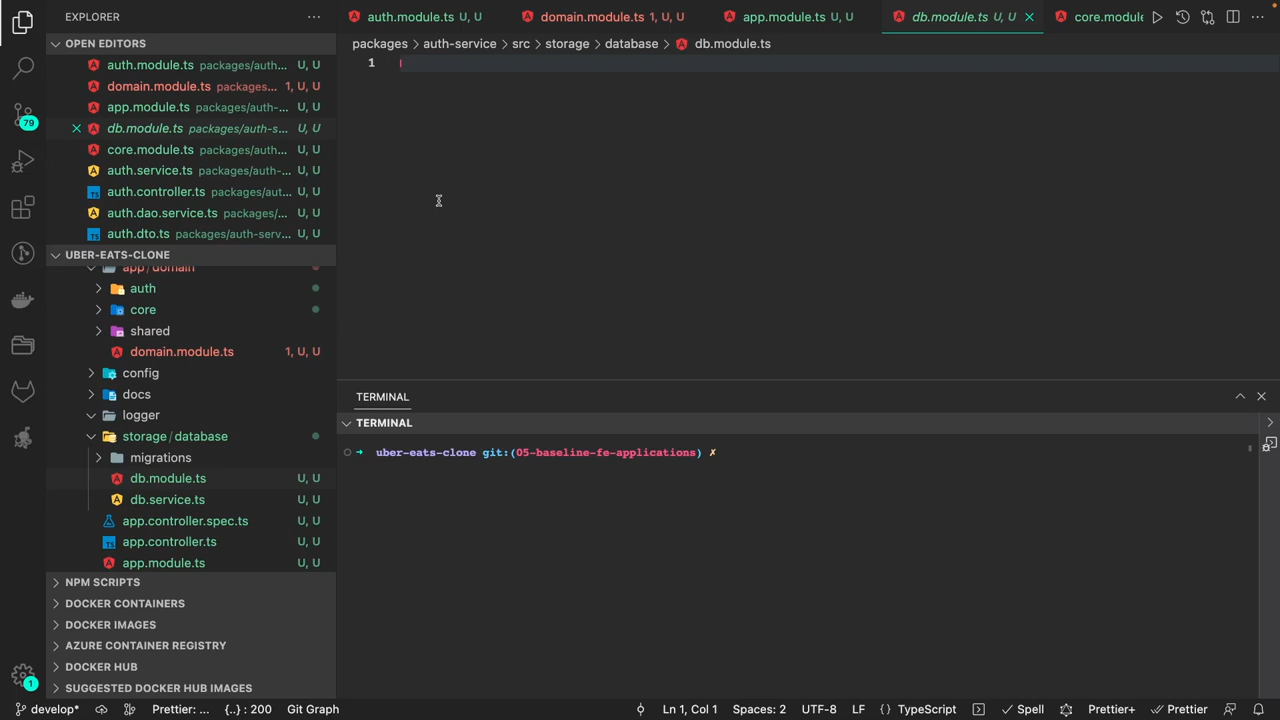 EXPLORER
OPEN EDITORS
auth.module.ts packages/auth... U, U
domain.module.ts packages... 1, U, U
app.module.ts packages/auth-... U, U
db.module.ts packages/auth-s... U, U
core.module.ts packages/auth... U, U
auth.service.ts packages/auth-... U, U
auth.controller.ts packages/aut... U, U
auth.dao.service.ts packages/... U, U
auth.dto.ts packages/auth-serv... U, U
UBER-EATS-CLONE
app/domain
auth
core
shared
domain.module.ts 1, U, U
config
docs
logger
storage/database
migrations
db.module.ts U, U
db.service.ts U, U
app.controller.spec.ts U, U
app.controller.ts U, U
app.module.ts U, U
NPM SCRIPTS
DOCKER CONTAINERS
DOCKER IMAGES
AZURE CONTAINER REGISTRY
DOCKER HUB
SUGGESTED DOCKER HUB IMAGES
79
1
auth.module.ts U, U domain.module.ts 1, U, U app.module.ts U, U db.module.ts U, U core.module
packages > auth-service > src > storage > database > db.module.ts
1
TERMINAL
TERMINAL
→ uber-eats-clone git:(05-baseline-fe-applications) ✗
develop* Prettier: ... {..} : 200 Git Graph Ln 1, Col 1 Spaces: 2 UTF-8 LF {} TypeScript Spell Prettier+ Prettier